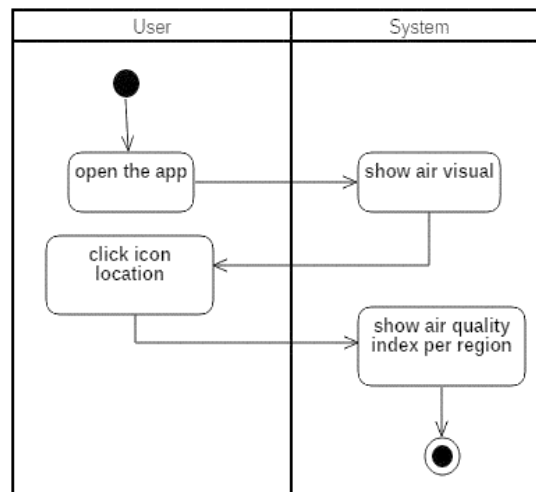 User
System
open the app
show air visual
click icon
location
show air quality
index per region